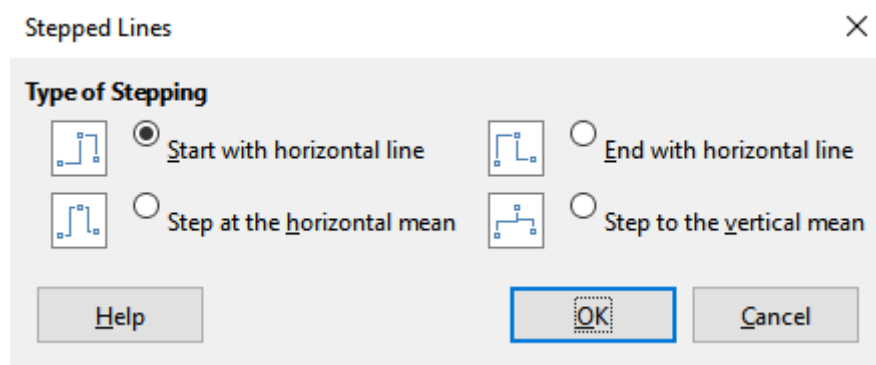 Stepped Lines
Type of Stepping
Start with horizontal line
End with horizontal line
Step at the horizontal mean
Step to the vertical mean
Help
OK
Cancel